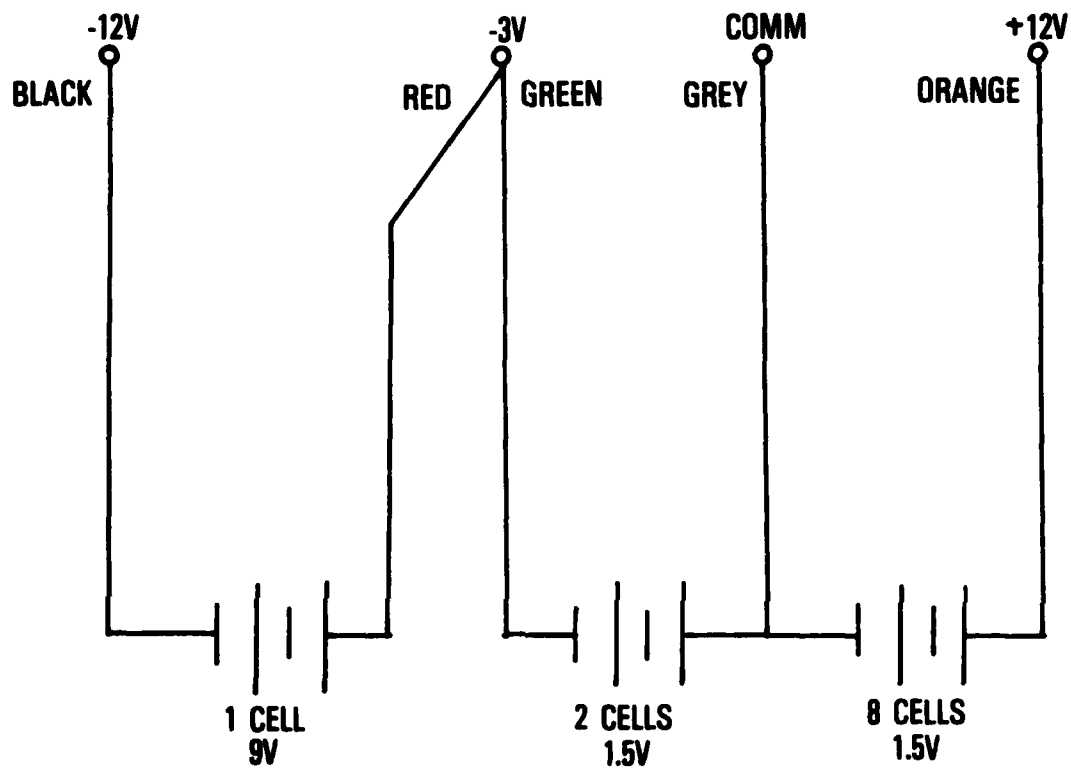 -12V
-3V
COMM
+12V
BLACK
RED
GREEN
GREY
ORANGE
1 CELL
9V
2 CELLS
1.5V
8 CELLS
1.5V